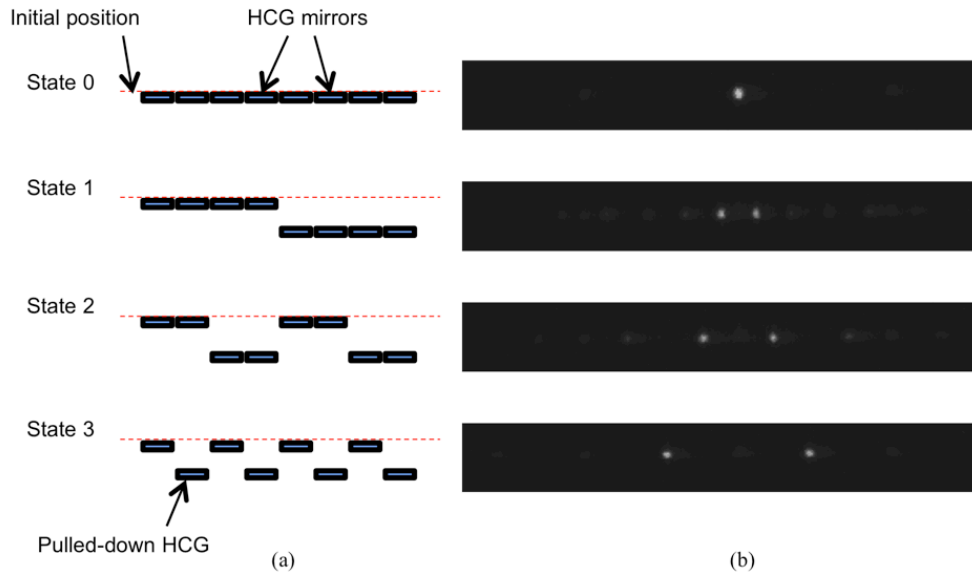 Initial position
HCG mirrors
State 0
State 1
State 2
State 3
Pulled-down HCG
(a)
(b)